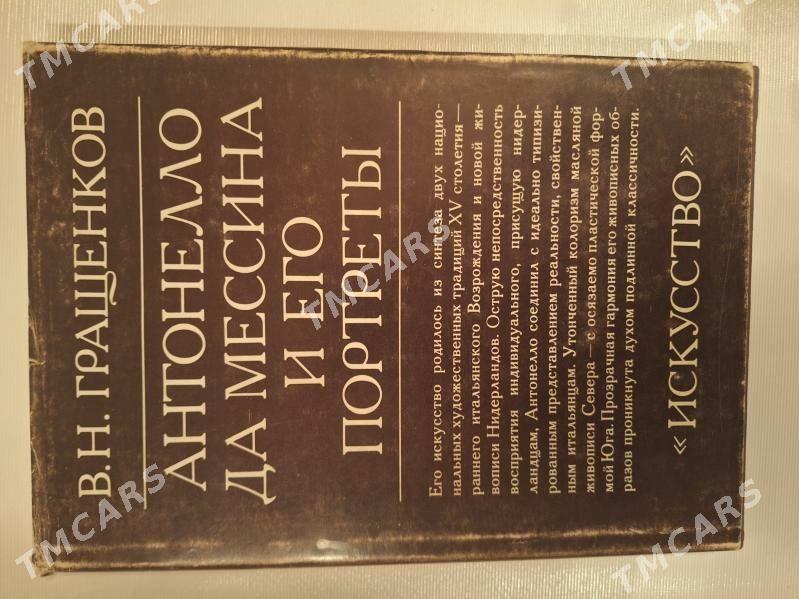 В.Н. ГРАЩЕНКОВ
АНТОНЕЛЛО
ДА МЕССИНА
И ЕГО
ПОРТРЕТЫ
Его искусство родилось из синтеза двух нацио-
нальных художественных традиций XV столетия —
раннего итальянского Возрождения и новой жи-
вописи Нидерландов. Острую непосредственность
восприятия индивидуального, присущую нидер-
ландцам, Антонелло соединил с идеально типизи-
рованным представлением реальности, свойствен-
ным итальянцам. Утонченный колоризм масляной
живописи Севера — с осязаемо пластической фор-
мой Юга. Прозрачная гармония его живописных об-
разов проникнута духом подлинной классичности.
«ИСКУССТВО»
TMCARS
TMCARS
TMCARS
TMCARS
TMCARS